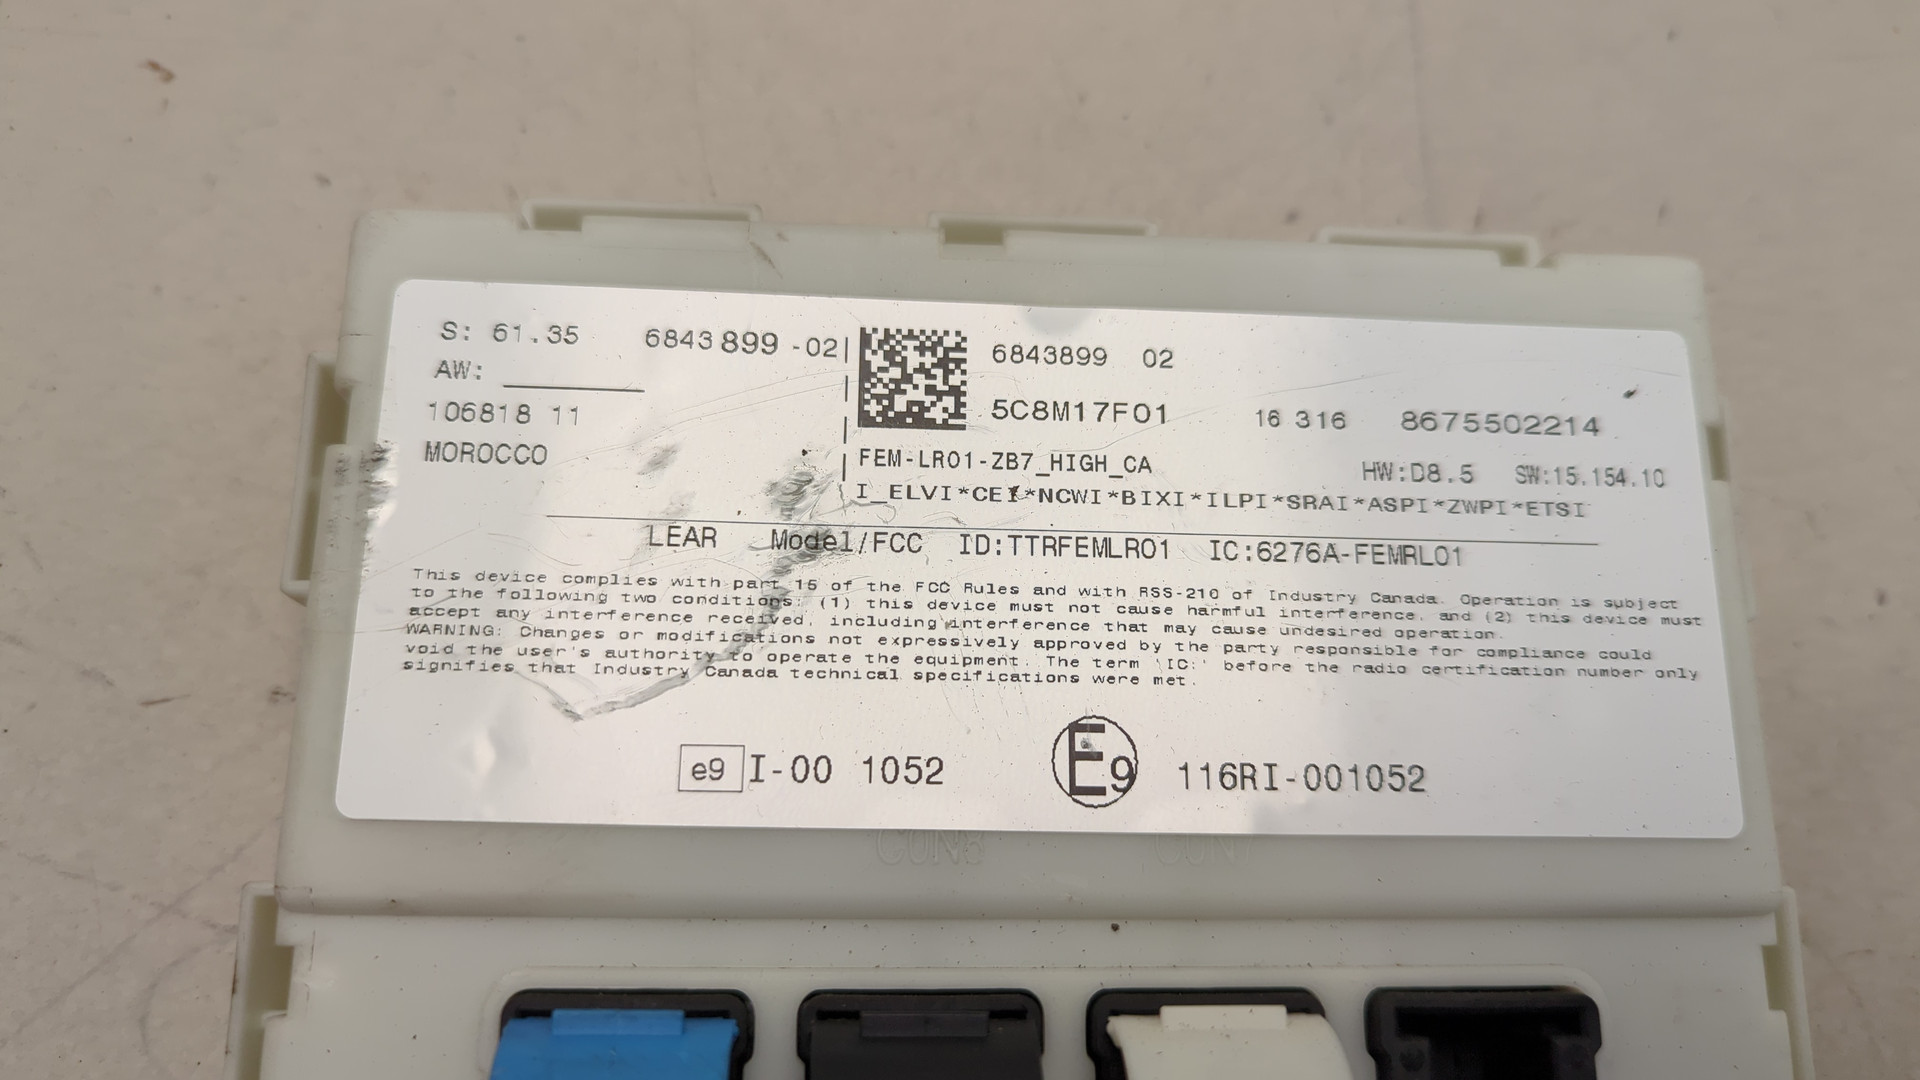 S: 61.35 6843 899 -02
AW:
106818 11
MOROCCO
6843899 02
5C8M17F01 16 316 8675502214
FEM-LR01-ZB7_HIGH_CA HW:D8.5 SW:15.154.10
I_ELVI*CEI*NCWI*BIXI*ILPI*SRAI*ASPI*ZWPI*ETSI
LEAR Model/FCC ID:TTRFEMLR01 IC:6276A-FEMRL01
This device complies with part 15 of the FCC Rules and with RSS-210 of Industry Canada. Operation is subject
to the following two conditions: (1) this device must not cause harmful interference, and (2) this device must
accept any interference received, including interference that may cause undesired operation.
WARNING: Changes or modifications not expressively approved by the party responsible for compliance could
void the user's authority to operate the equipment. The term 'IC:' before the radio certification number only
signifies that Industry Canada technical specifications were met.
e9 I-00 1052 E9 116RI-001052
CON3 CON7